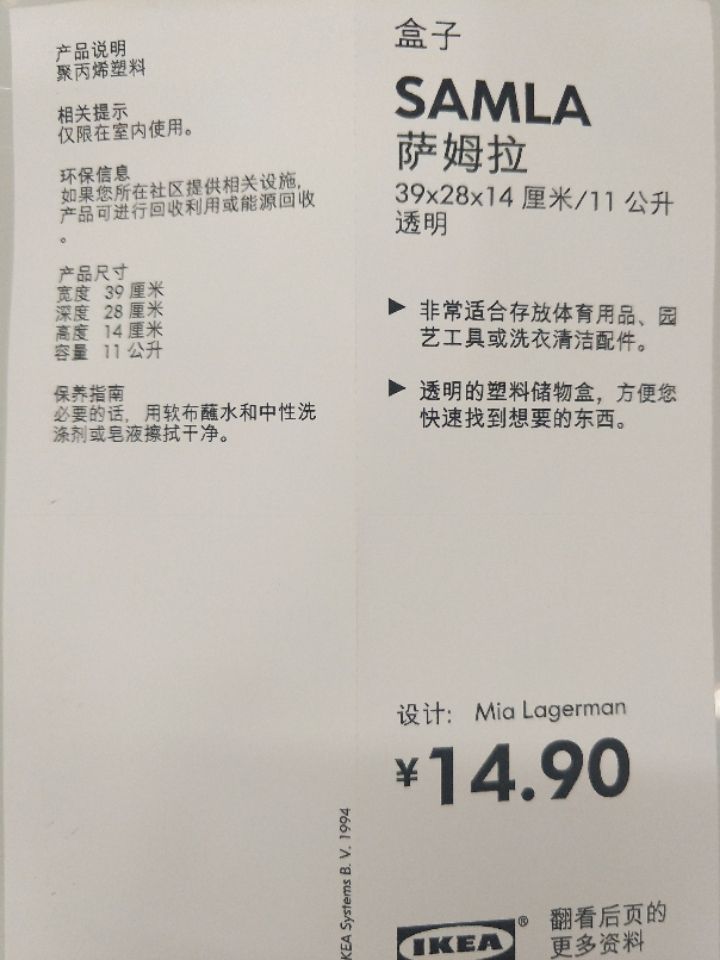 产品说明
聚丙烯塑料
相关提示
仅限在室内使用。
环保信息
如果您所在社区提供相关设施,
产品可进行回收利用或能源回收
。
产品尺寸
宽度 39 厘米
深度 28 厘米
高度 14 厘米
容量 11 公升
保养指南
必要的话, 用软布蘸水和中性洗
涤剂或皂液擦拭干净。
盒子
SAMLA
萨姆拉
39x28x14 厘米/11 公升
透明
▶ 非常适合存放体育用品、园
艺工具或洗衣清洁配件。
▶ 透明的塑料储物盒，方便您
快速找到想要的东西。
设计: Mia Lagerman
¥14.90
KEA Systems B. V. 1994
IKEA®
翻看后页的
更多资料